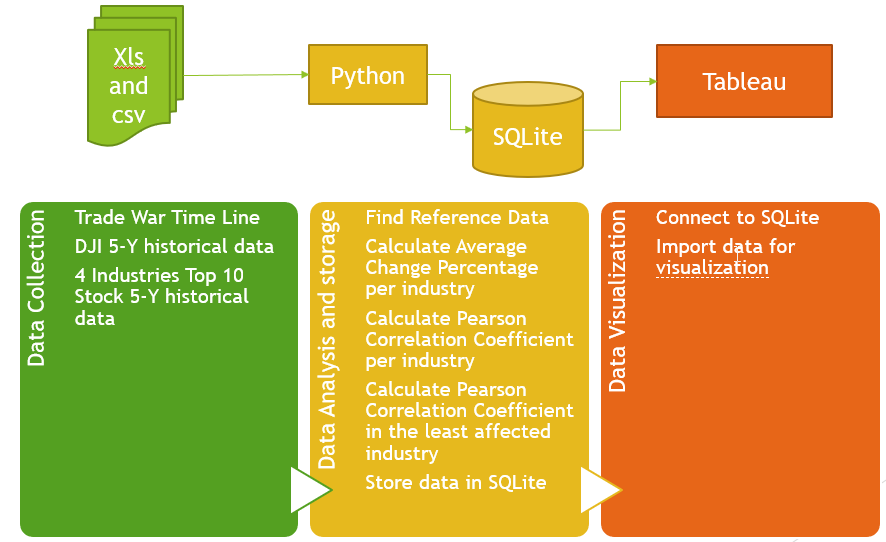 Xls
and
csv
Python
SQLite
Tableau
Data Collection
Trade War Time Line
DJI 5-Y historical data
4 Industries Top 10
Stock 5-Y historical
data
Data Analysis and storage
Find Reference Data
Calculate Average
Change Percentage
per industry
Calculate Pearson
Correlation Coefficient
per industry
Calculate Pearson
Correlation Coefficient
in the least affected
industry
Store data in SQLite
Data Visualization
Connect to SQLite
Import data for
visualization